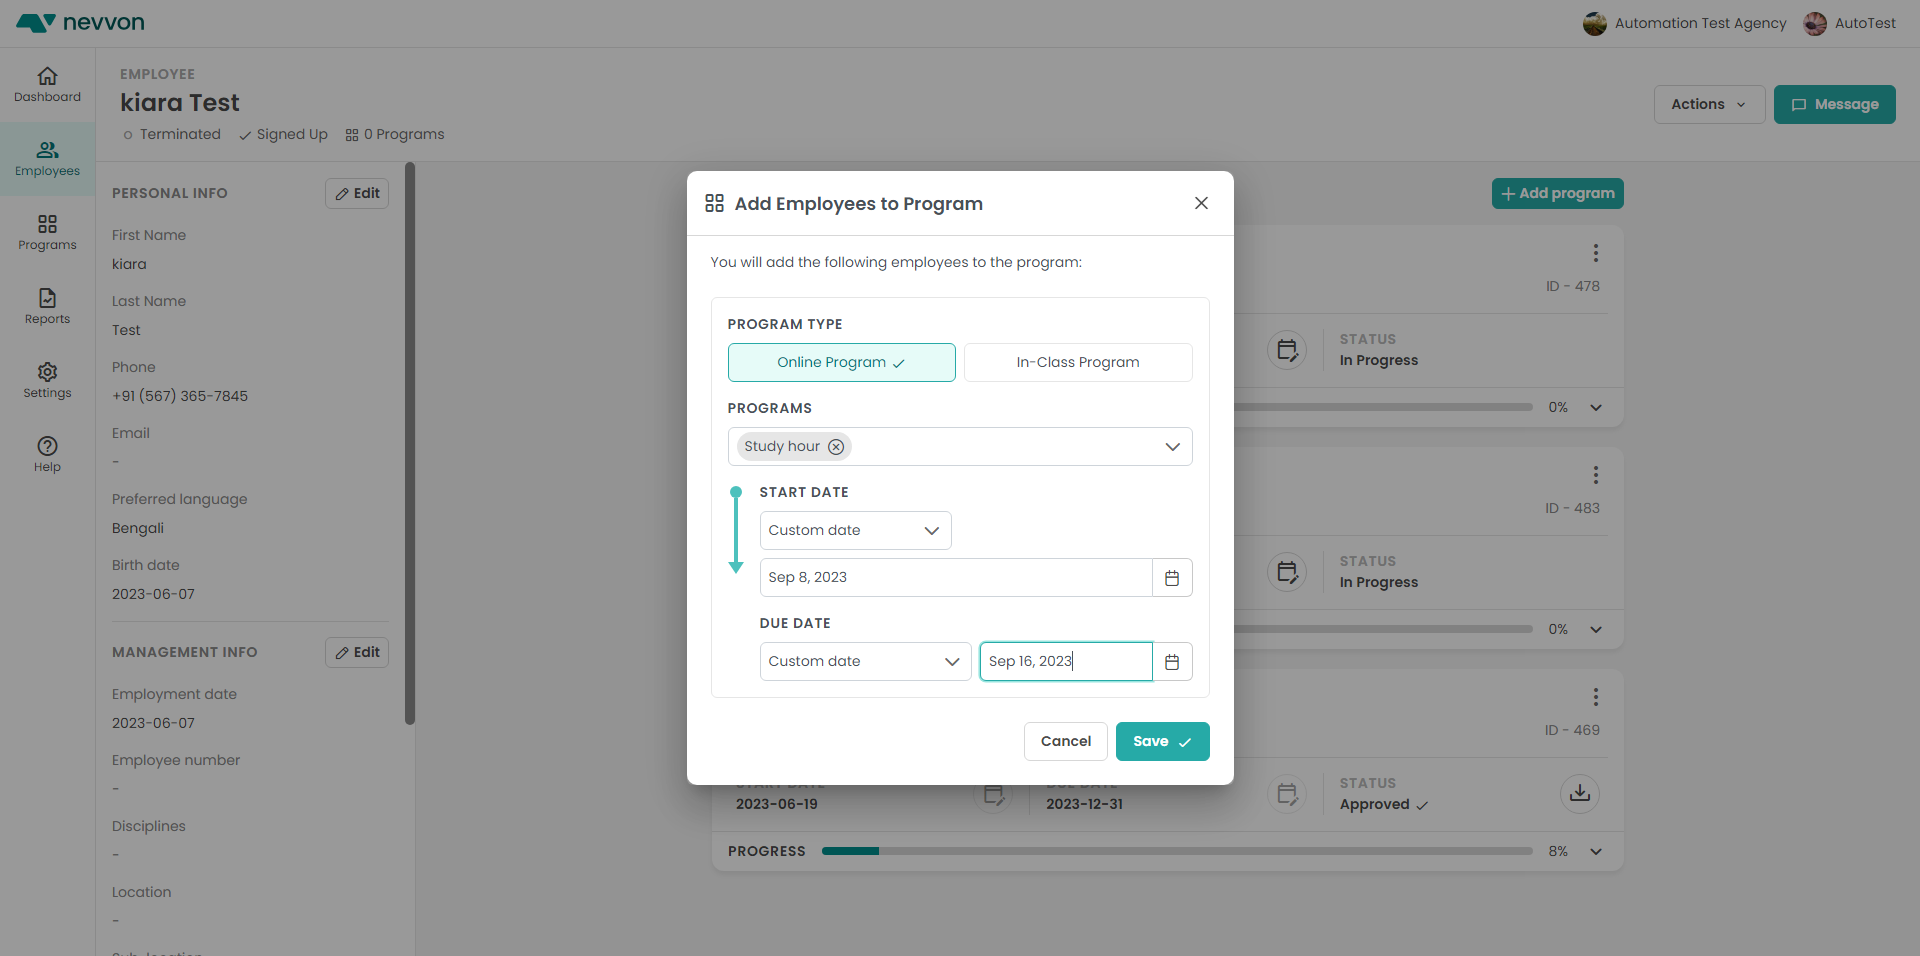 nevvon
Automation Test Agency
AutoTest
Dashboard
Employees
Programs
Reports
Settings
Help
EMPLOYEE
kiara Test
Terminated
Signed Up
0 Programs
Actions
Message
PERSONAL INFO
Edit
First Name
kiara
Last Name
Test
Phone
+91 (567) 365-7845
Email
-
Preferred language
Bengali
Birth date
2023-06-07
MANAGEMENT INFO
Edit
Employment date
2023-06-07
Employee number
-
Disciplines
-
Location
-
Add Employees to Program
You will add the following employees to the program:
PROGRAM TYPE
Online Program
In-Class Program
PROGRAMS
Study hour
START DATE
Custom date
Sep 8, 2023
DUE DATE
Custom date
Sep 16, 2023
Cancel
Save
Add program
ID - 478
STATUS
In Progress
0%
ID - 483
STATUS
In Progress
0%
ID - 469
START DATE
2023-06-19
DUE DATE
2023-12-31
STATUS
Approved
PROGRESS
8%